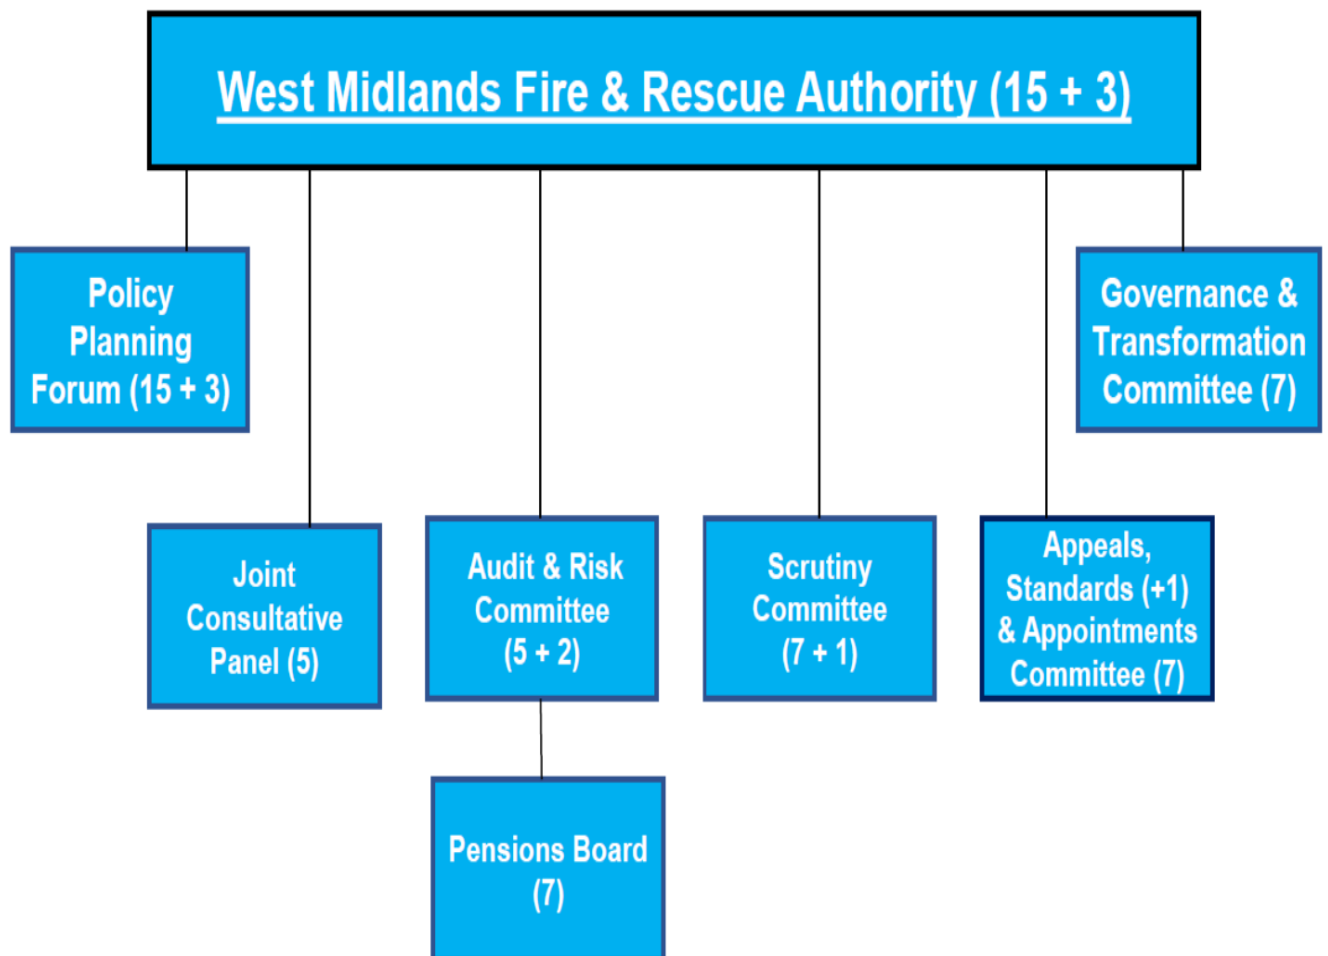 West Midlands Fire & Rescue Authority (15 + 3)
Policy
Planning
Forum (15 + 3)
Governance &
Transformation
Committee (7)
Joint
Consultative
Panel (5)
Audit & Risk
Committee
(5 + 2)
Scrutiny
Committee
(7 + 1)
Appeals,
Standards (+1)
& Appointments
Committee (7)
Pensions Board
(7)